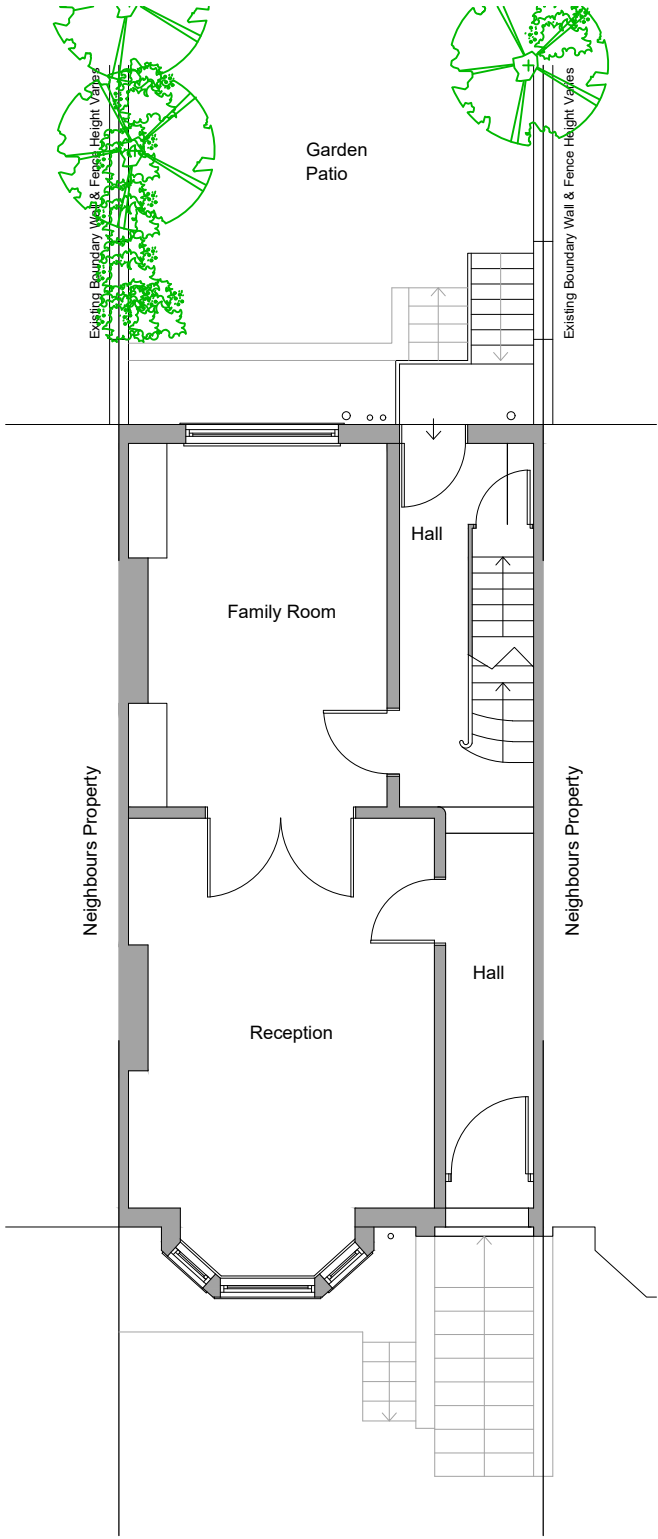 Existing Boundary Wall & Fence Height Varies
Garden
Patio
Existing Boundary Wall & Fence Height Varies
Hall
Family Room
Neighbours Property
Neighbours Property
Hall
Reception